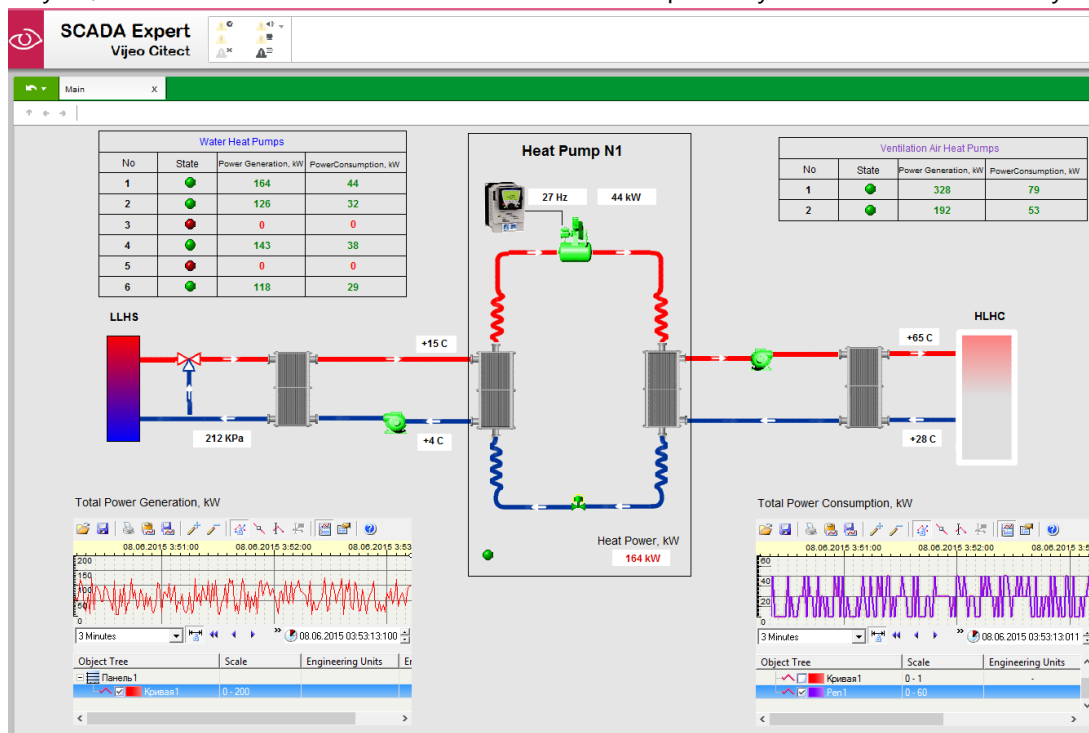 SCADA Expert
Vijeo Citect
Main X
Water Heat Pumps
No State Power Generation, kW PowerConsumption, kW
1 164 44
2 126 32
3 0 0
4 143 38
5 0 0
6 118 29
Heat Pump N1
27 Hz 44 kW
Ventilation Air Heat Pumps
No State Power Generation, kW PowerConsumption, kW
1 328 79
2 192 53
LLHS
HLHC
+15 C
+65 C
212 KPa
+4 C
+28 C
Heat Power, kW
164 kW
Total Power Generation, kW
08.06.2015 3:51:00 08.06.2015 3:52:00 08.06.2015 3:53
200
150
100
0
3 Minutes 08.06.2015 03:53:13:100
Object Tree Scale Engineering Units
Панель1
Кривая1 0 - 200
Total Power Consumption, kW
08.06.2015 3:51:00 08.06.2015 3:52:00
60
40
20
0
3 Minutes 08.06.2015 03:53:13:011
Object Tree Scale Engineering Units
Кривая1 0 - 1 -
Pen1 0 - 60